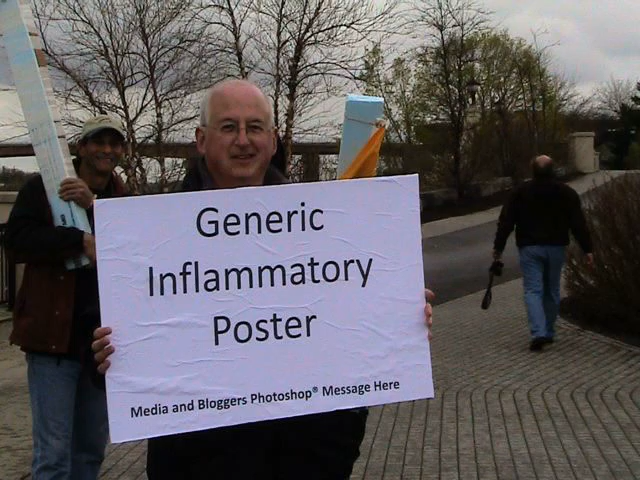 Generic
Inflammatory
Poster
Media and Bloggers Photoshop® Message Here